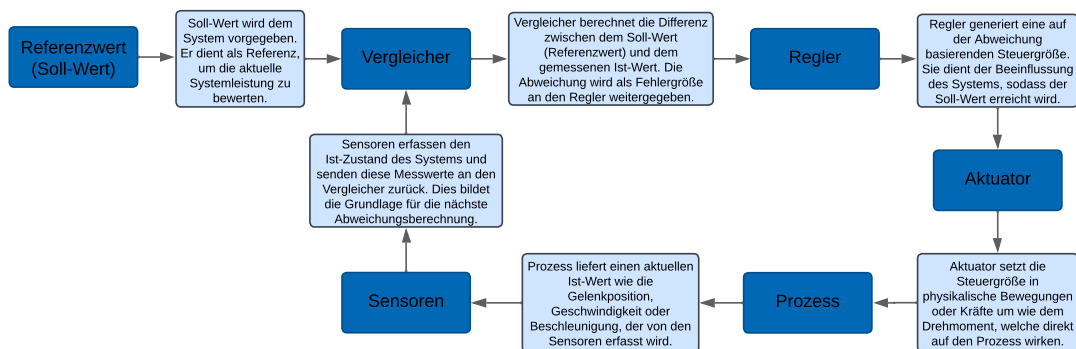 Referenzwert
(Soll-Wert)
Soll-Wert wird dem
System vorgegeben.
Er dient als Referenz,
um die aktuelle
Systemleistung zu
bewerten.
Vergleicher
Vergleicher berechnet die Differenz
zwischen dem Soll-Wert
(Referenzwert) und dem
gemessenen Ist-Wert. Die
Abweichung wird als Fehlergröße
an den Regler weitergegeben.
Regler
Regler generiert eine auf
der Abweichung
basierenden Steuergröße.
Sie dient der Beeinflussung
des Systems, sodass der
Soll-Wert erreicht wird.
Aktuator
Aktuator setzt die
Steuergröße in
physikalische Bewegungen
oder Kräfte um wie dem
Drehmoment, welche direkt
auf den Prozess wirken.
Prozess
Prozess liefert einen aktuellen
Ist-Wert wie die
Gelenkposition,
Geschwindigkeit oder
Beschleunigung, der von den
Sensoren erfasst wird.
Sensoren
Sensoren erfassen den
Ist-Zustand des Systems und
senden diese Messwerte an den
Vergleicher zurück. Dies bildet
die Grundlage für die nächste
Abweichungsberechnung.